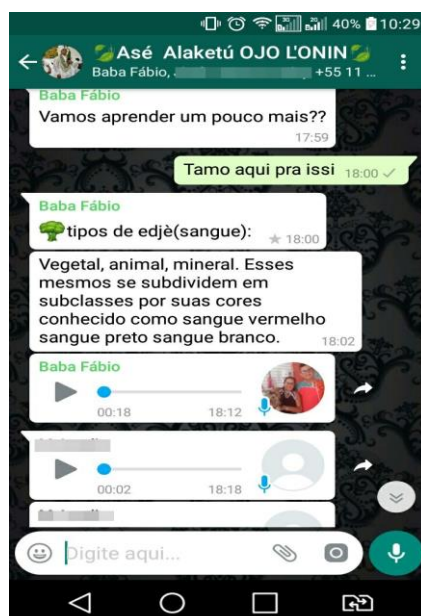 40% 10:29
Asé Alaketú OJO L'ONIN
Baba Fábio, +55 11 ...
Baba Fábio
Vamos aprender um pouco mais??
17:59
Tamo aqui pra issi 18:00
Baba Fábio
tipos de edjè(sangue):
18:00
Vegetal, animal, mineral. Esses
mesmos se subdividem em
subclasses por suas cores
conhecido como sangue vermelho
sangue preto sangue branco.
18:02
Baba Fábio
00:18 18:12
00:02 18:18
Digite aqui...